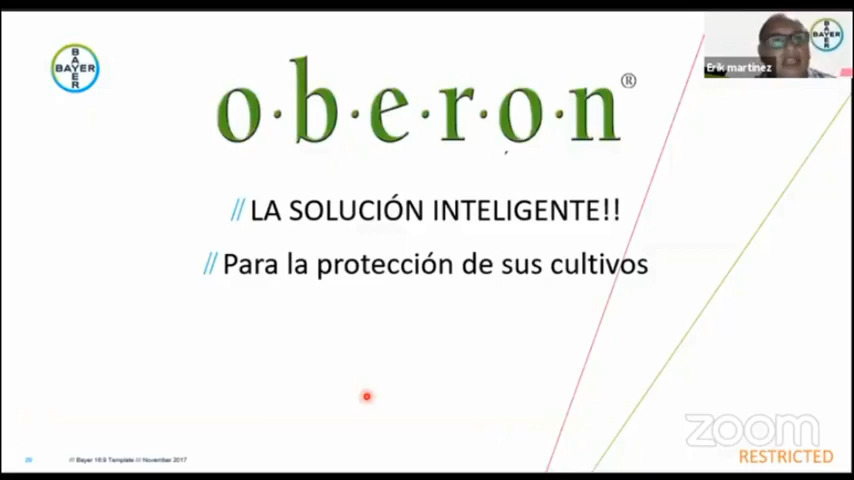 BAYER
BAYER
BAYER
BAYER
Erik martinez
o·b·e·r·o·n®
// LA SOLUCIÓN INTELIGENTE!!
// Para la protección de sus cultivos
zoom
20 /// Bayer 16:9 Template /// November 2017
RESTRICTED